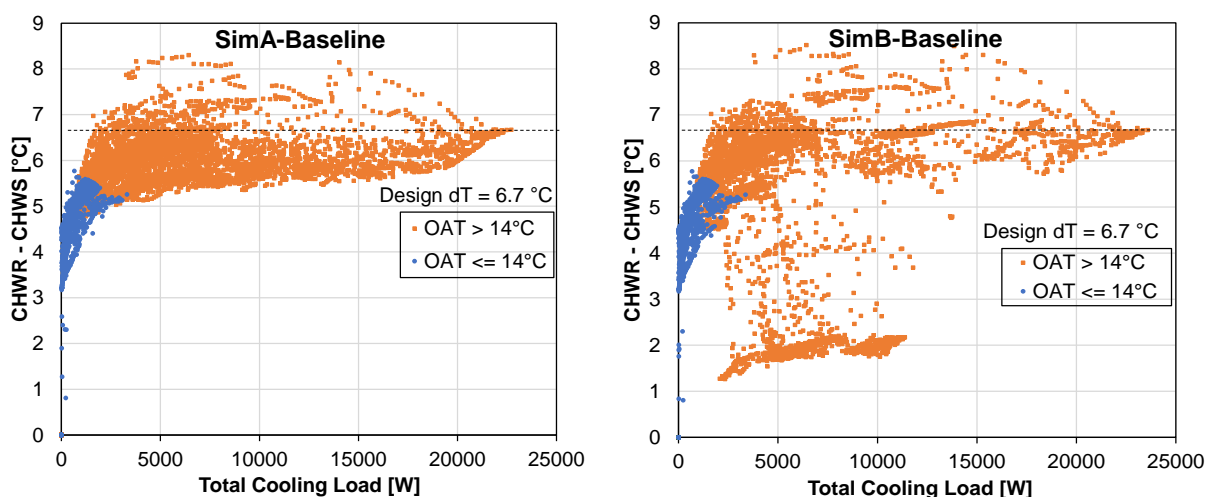 SimA-Baseline
CHWR - CHWS [°C]
9
8
7
6
5
4
3
2
1
0
Design dT = 6.7 °C
OAT > 14°C
OAT <= 14°C
0 5000 10000 15000 20000 25000
Total Cooling Load [W]
SimB-Baseline
CHWR - CHWS [°C]
9
8
7
6
5
4
3
2
1
0
Design dT = 6.7 °C
OAT > 14°C
OAT <= 14°C
0 5000 10000 15000 20000 25000
Total Cooling Load [W]